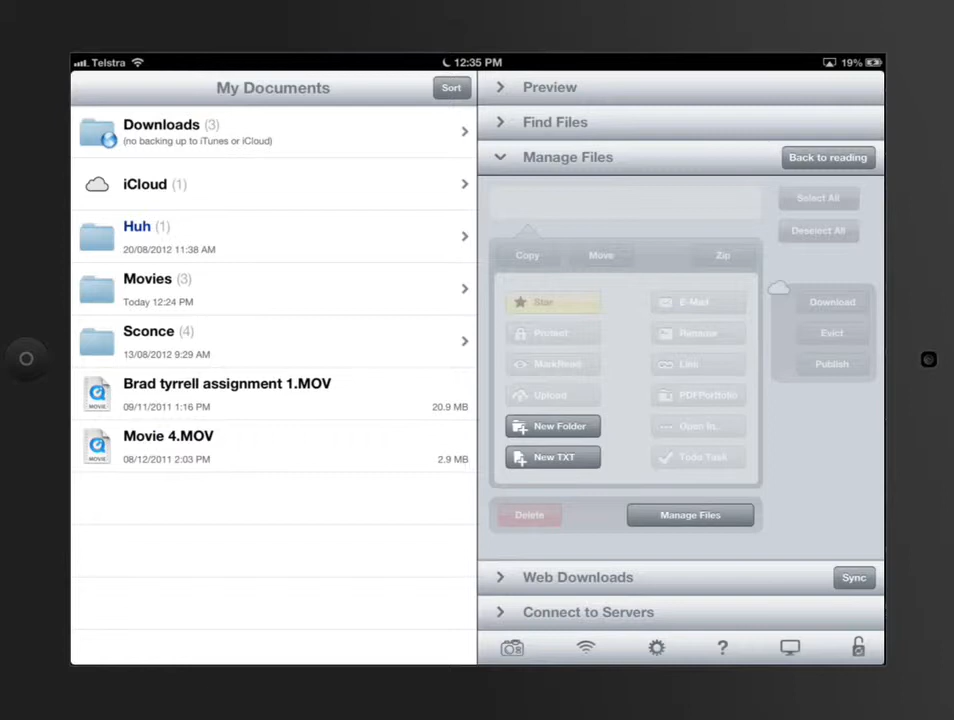 Telstra
12:35 PM
19%
My Documents
Sort
Downloads (3)
(no backing up to iTunes or iCloud)
iCloud (1)
Huh (1)
20/08/2012 11:38 AM
Movies (3)
Today 12:24 PM
Sconce (4)
13/08/2012 9:29 AM
Brad tyrrell assignment 1.MOV
09/11/2011 1:16 PM
20.9 MB
MOVIE
Movie 4.MOV
08/12/2011 2:03 PM
2.9 MB
MOVIE
Preview
Find Files
Manage Files
Back to reading
Select All
Deselect All
Copy
Move
Zip
Star
E-Mail
Protect
Rename
MarkRead
Link
Upload
PDFPortfolio
New Folder
Open In...
New TXT
Todo Task
Download
Evict
Publish
Delete
Manage Files
Web Downloads
Sync
Connect to Servers
?